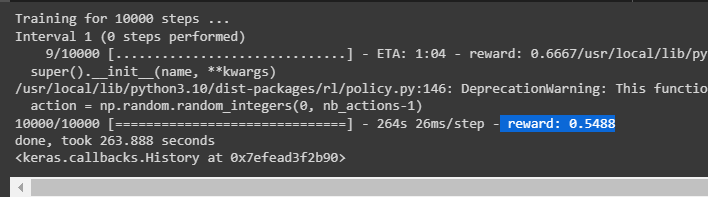 Training for 10000 steps ...
Interval 1 (0 steps performed)
9/10000 [..............................] - ETA: 1:04 - reward: 0.6667/usr/local/lib/py
super().__init__(name, **kwargs)
/usr/local/lib/python3.10/dist-packages/rl/policy.py:146: DeprecationWarning: This functio
action = np.random.random_integers(0, nb_actions-1)
10000/10000 [==============================] - 264s 26ms/step - reward: 0.5488
done, took 263.888 seconds
<keras.callbacks.History at 0x7efead3f2b90>